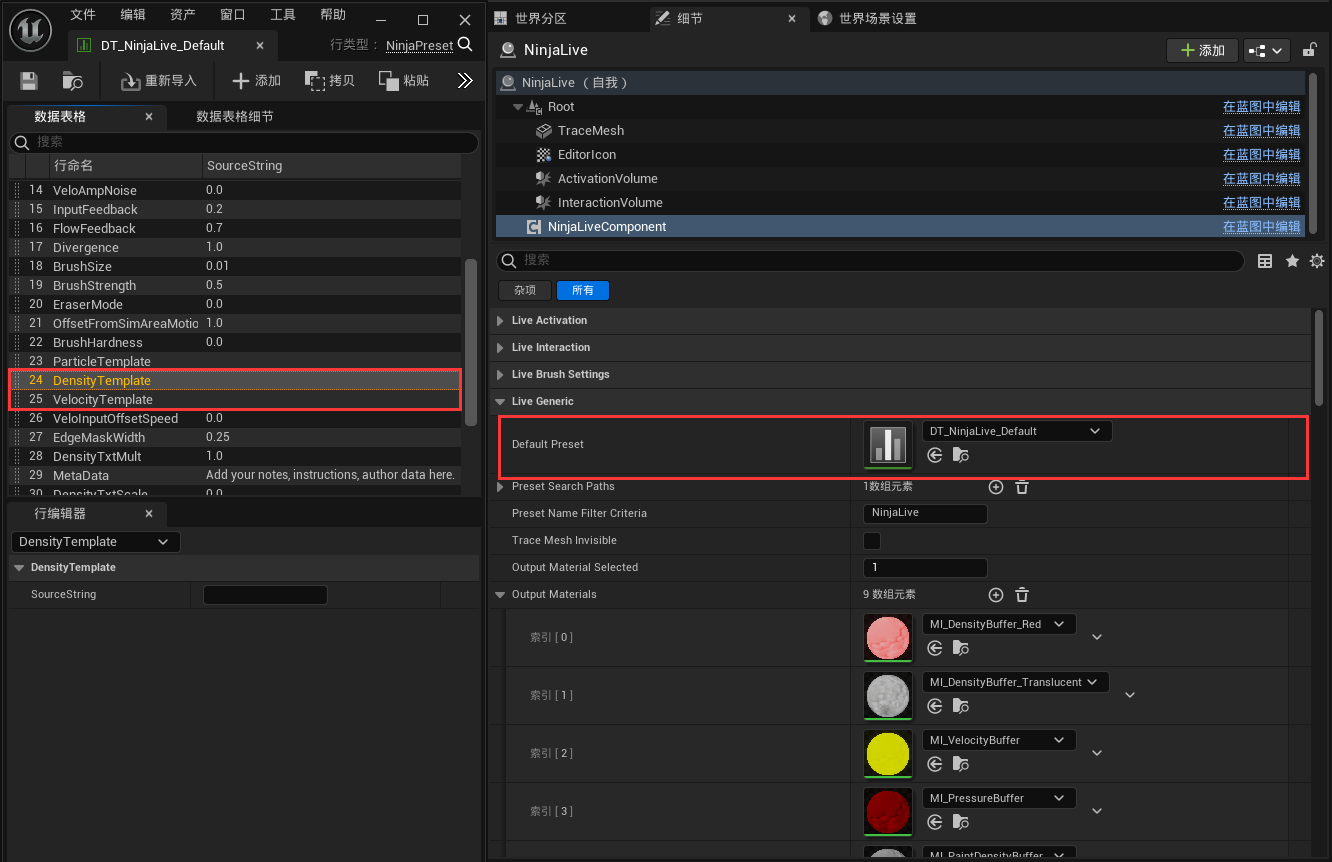 文件 编辑 资产 窗口 工具 帮助
DT_NinjaLive_Default
行类型： NinjaPreset
重新导入 添加 拷贝 粘贴
数据表格 数据表格细节
搜索
行命名 SourceString
14 VeloAmpNoise 0.0
15 InputFeedback 0.2
16 FlowFeedback 0.7
17 Divergence 1.0
18 BrushSize 0.01
19 BrushStrength 0.5
20 EraserMode 0.0
21 OffsetFromSimAreaMotio 1.0
22 BrushHardness 0.0
23 ParticleTemplate
24 DensityTemplate
25 VelocityTemplate
26 VeloInputOffsetSpeed 0.0
27 EdgeMaskWidth 0.25
28 DensityTxtMult 1.0
29 MetaData Add your notes, instructions, author data here.
30 DensityTxtScale 0.0
行编辑器
DensityTemplate
DensityTemplate
SourceString
世界分区 细节 世界场景设置
NinjaLive 添加
NinjaLive （自我）
Root 在蓝图中编辑
TraceMesh 在蓝图中编辑
EditorIcon 在蓝图中编辑
ActivationVolume 在蓝图中编辑
InteractionVolume 在蓝图中编辑
NinjaLiveComponent 在蓝图中编辑
搜索
杂项 所有
Live Activation
Live Interaction
Live Brush Settings
Live Generic
Default Preset DT_NinjaLive_Default
Preset Search Paths 1数组元素
Preset Name Filter Criteria NinjaLive
Trace Mesh Invisible
Output Material Selected 1
Output Materials 9 数组元素
索引 [ 0 ] MI_DensityBuffer_Red
索引 [ 1 ] MI_DensityBuffer_Translucent
索引 [ 2 ] MI_VelocityBuffer
索引 [ 3 ] MI_PressureBuffer
MI_PaintDensityBuffer